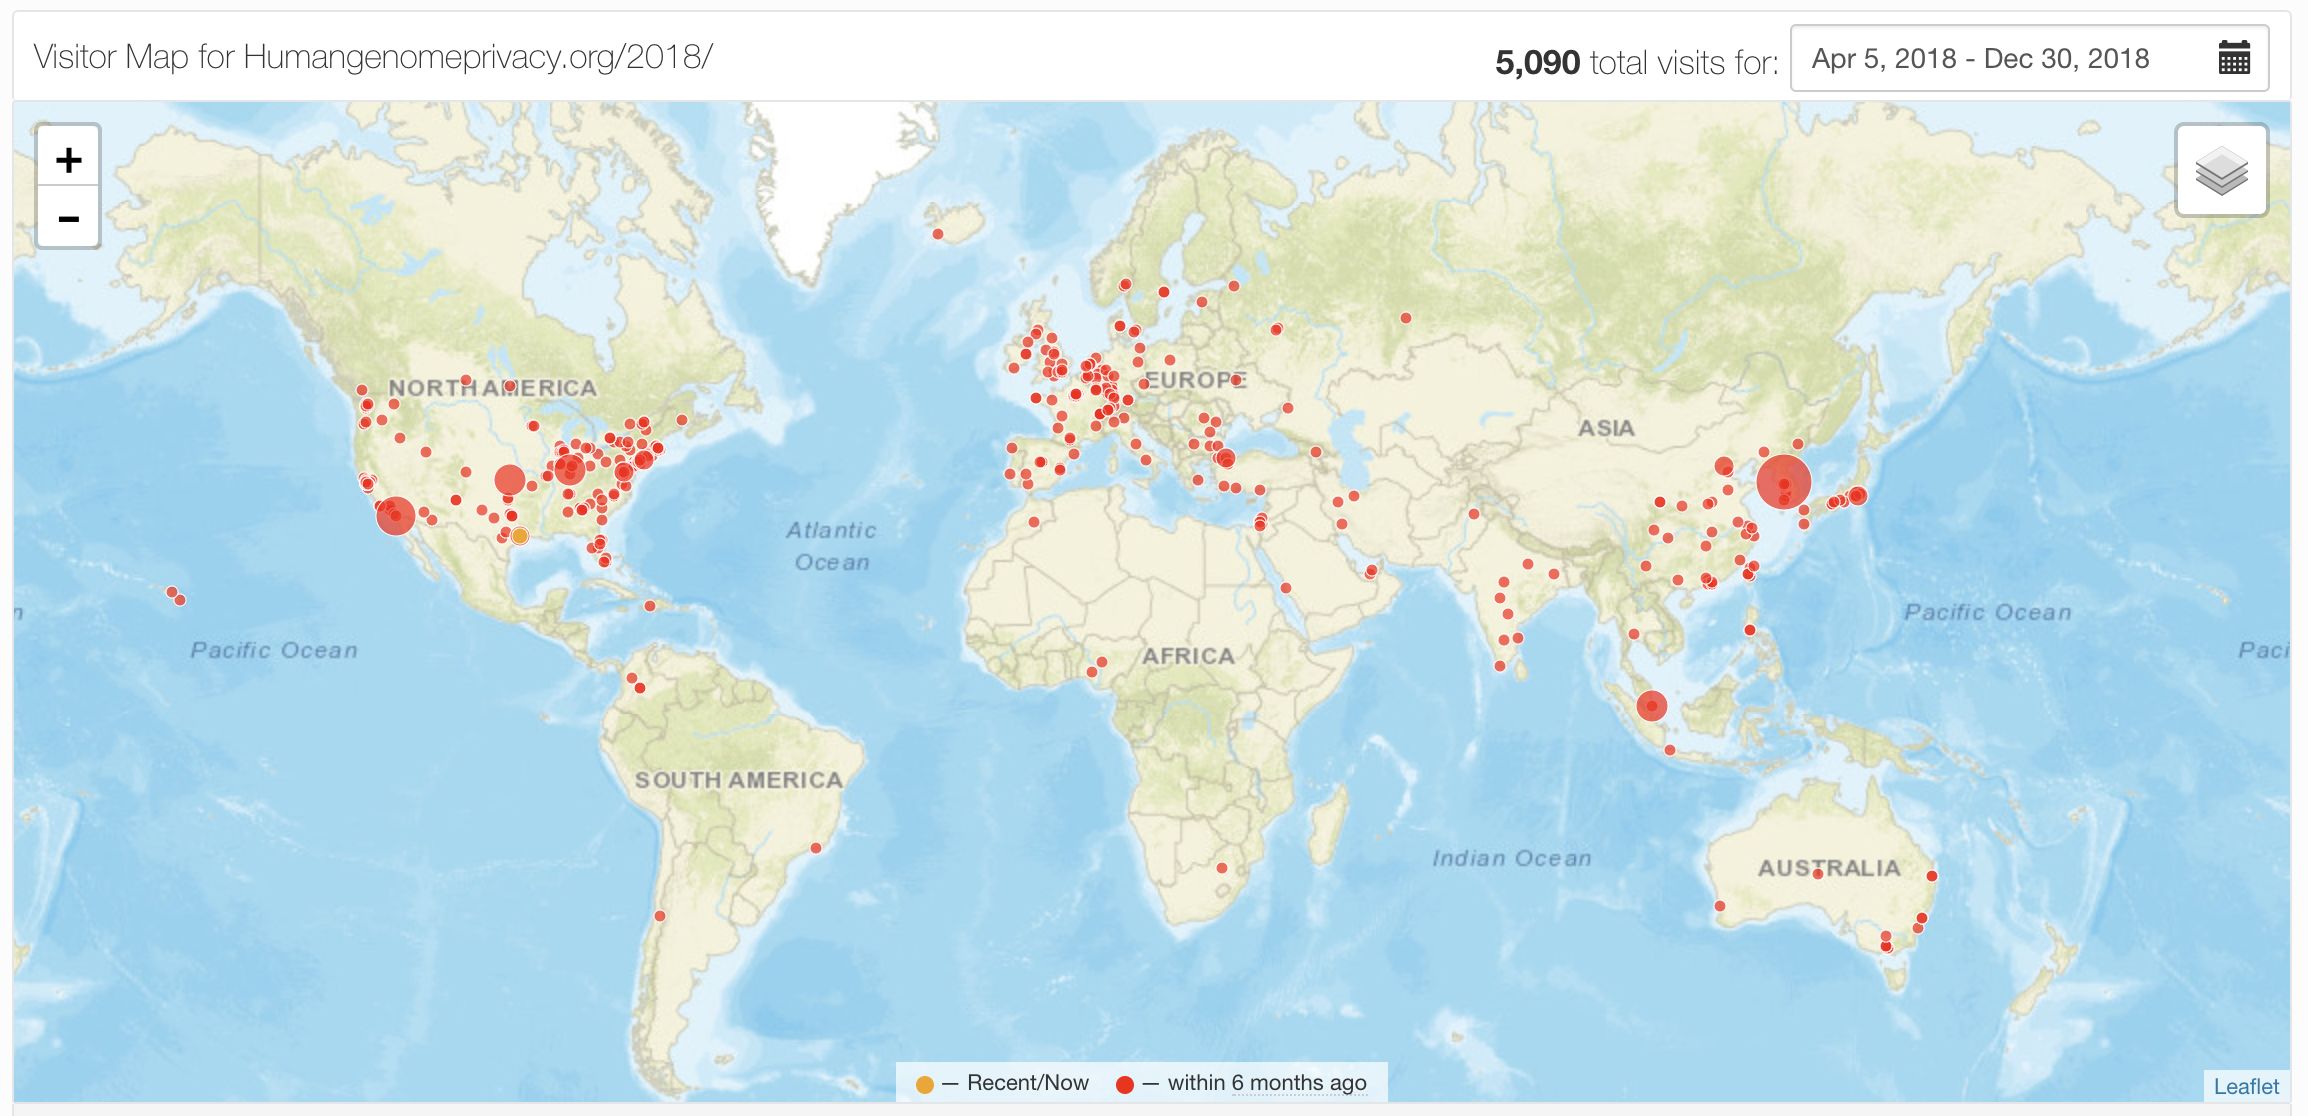 Visitor Map for Humangenomeprivacy.org/2018/
5,090 total visits for:
Apr 5, 2018 - Dec 30, 2018
+
−
NORTH AMERICA
EUROPE
ASIA
Atlantic
Ocean
Pacific Ocean
Pacific Ocean
AFRICA
SOUTH AMERICA
Indian Ocean
AUSTRALIA
— Recent/Now
— within 6 months ago
Leaflet